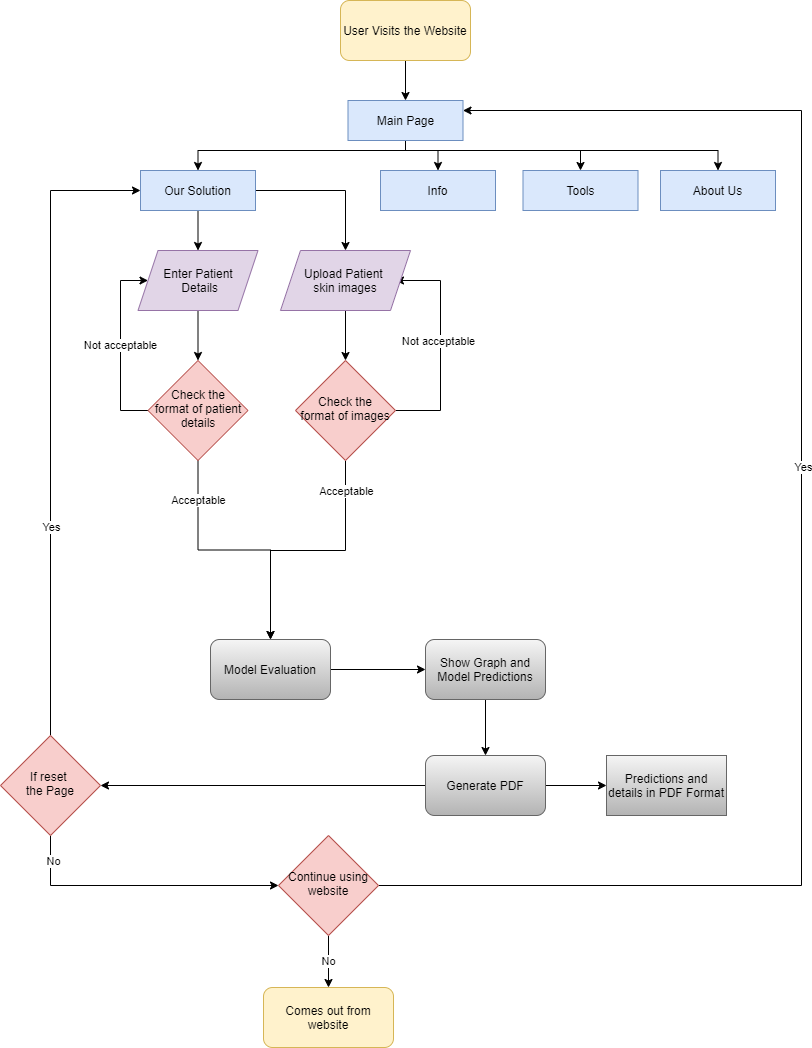 User Visits the Website
Main Page
Our Solution
Info
Tools
About Us
Enter Patient
Details
Upload Patient
skin images
Not acceptable
Not acceptable
Check the
format of patient
details
Check the
format of images
Acceptable
Acceptable
Yes
Yes
Model Evaluation
Show Graph and
Model Predictions
If reset
the Page
Generate PDF
Predictions and
details in PDF Format
No
Continue using
website
No
Comes out from
website